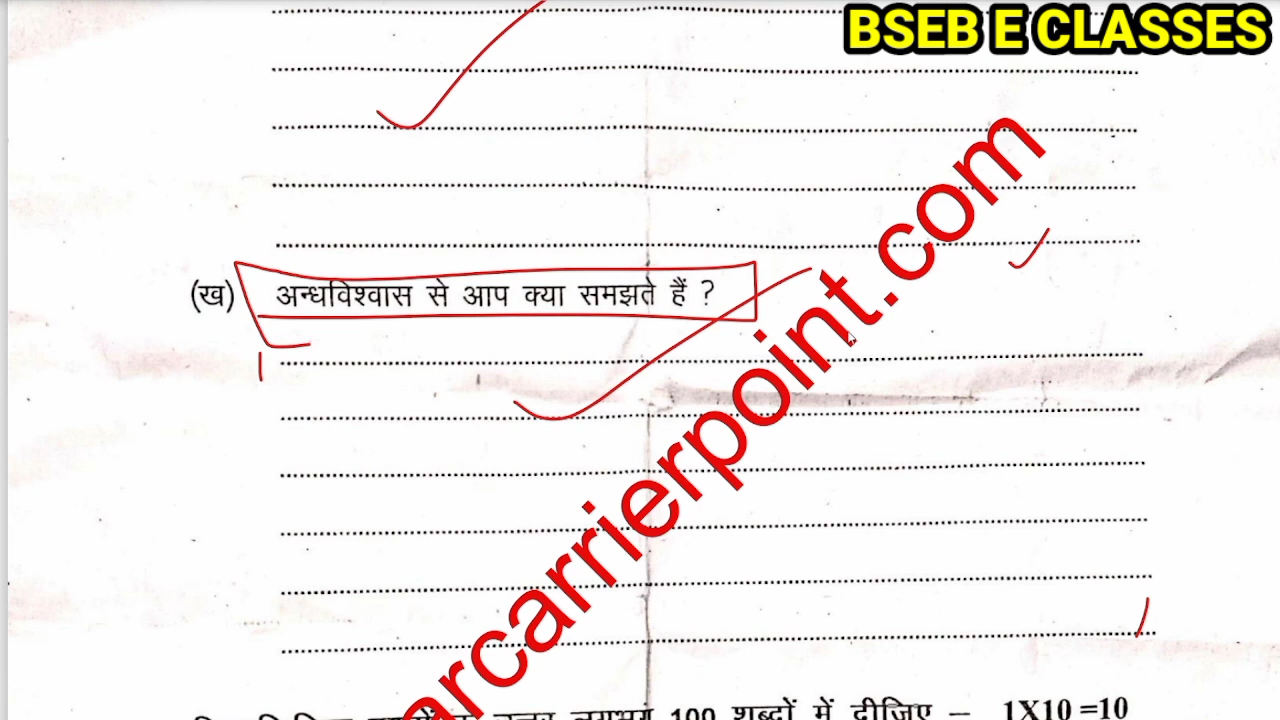 BSEB E CLASSES
(ख) अन्धविश्वास से आप क्या समझते हैं ?
arcarrierpoint.com
100 शब्दों में दीजिए – 1X10 =10